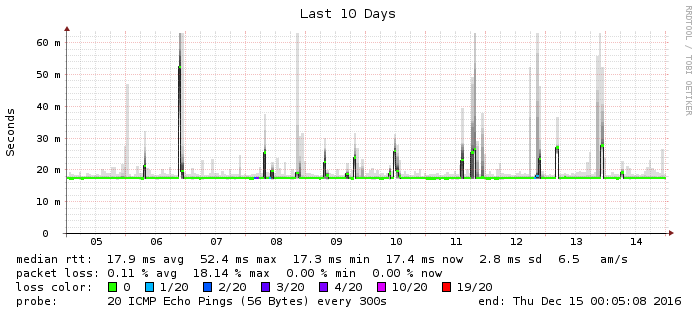 Last 10 Days
RRDTOOL / TOBI OETIKER
Seconds
60 m
50 m
40 m
30 m
20 m
10 m
0
05 06 07 08 09 10 11 12 13 14
median rtt: 17.9 ms avg 52.4 ms max 17.3 ms min 17.4 ms now 2.8 ms sd 6.5 am/s
packet loss: 0.11 % avg 18.14 % max 0.00 % min 0.00 % now
loss color: 0 1/20 2/20 3/20 4/20 10/20 19/20
probe: 20 ICMP Echo Pings (56 Bytes) every 300s end: Thu Dec 15 00:05:08 2016